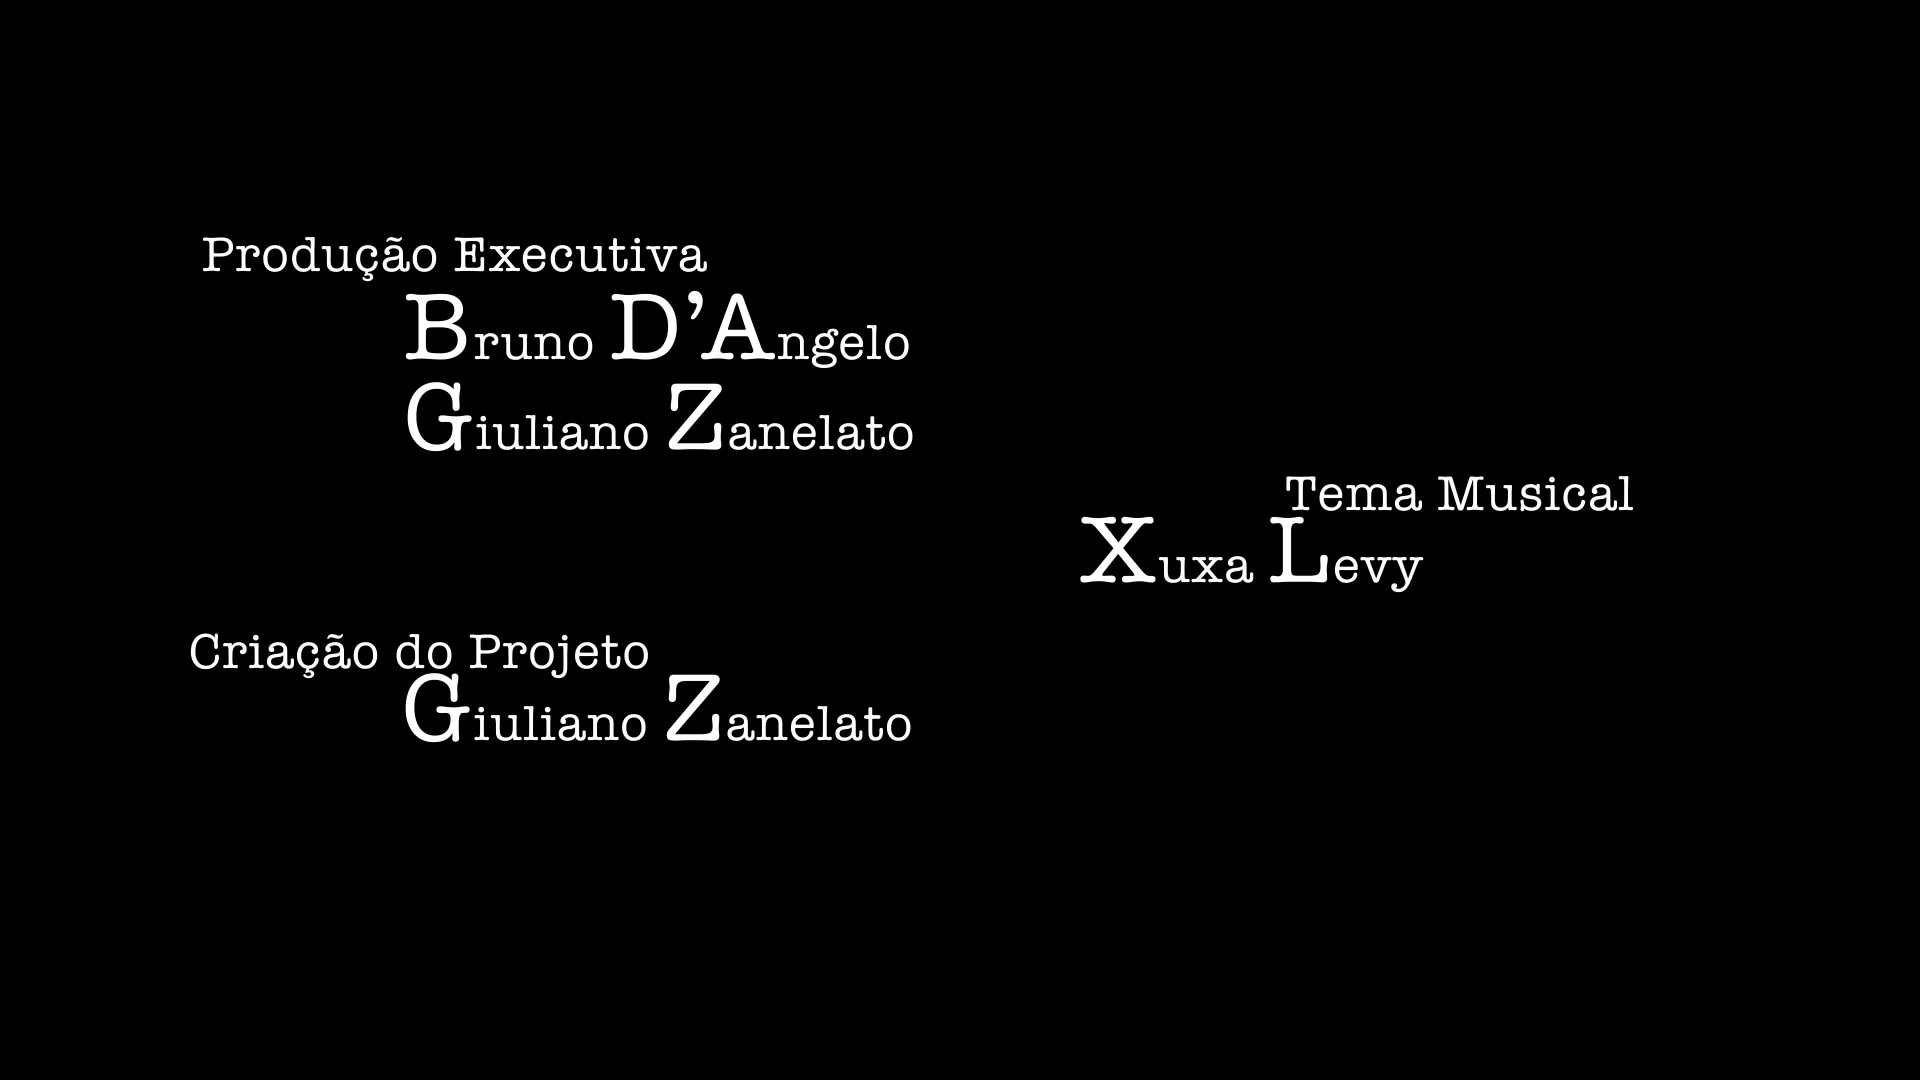 Produção Executiva
Bruno D’Angelo
Giuliano Zanelato
Tema Musical
Xuxa Levy
Criação do Projeto
Giuliano Zanelato